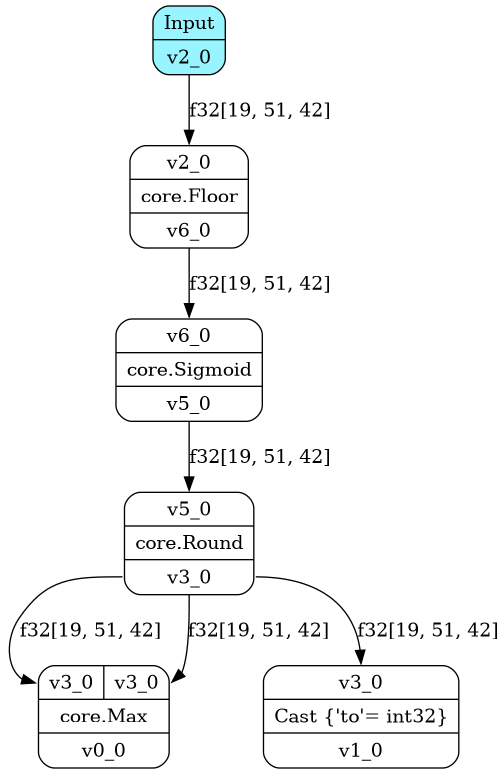 Input
v2_0
f32[19, 51, 42]
v2_0
core.Floor
v6_0
f32[19, 51, 42]
v6_0
core.Sigmoid
v5_0
f32[19, 51, 42]
v5_0
core.Round
v3_0
f32[19, 51, 42] f32[19, 51, 42] f32[19, 51, 42]
v3_0 v3_0
core.Max
v0_0
v3_0
Cast {'to'= int32}
v1_0